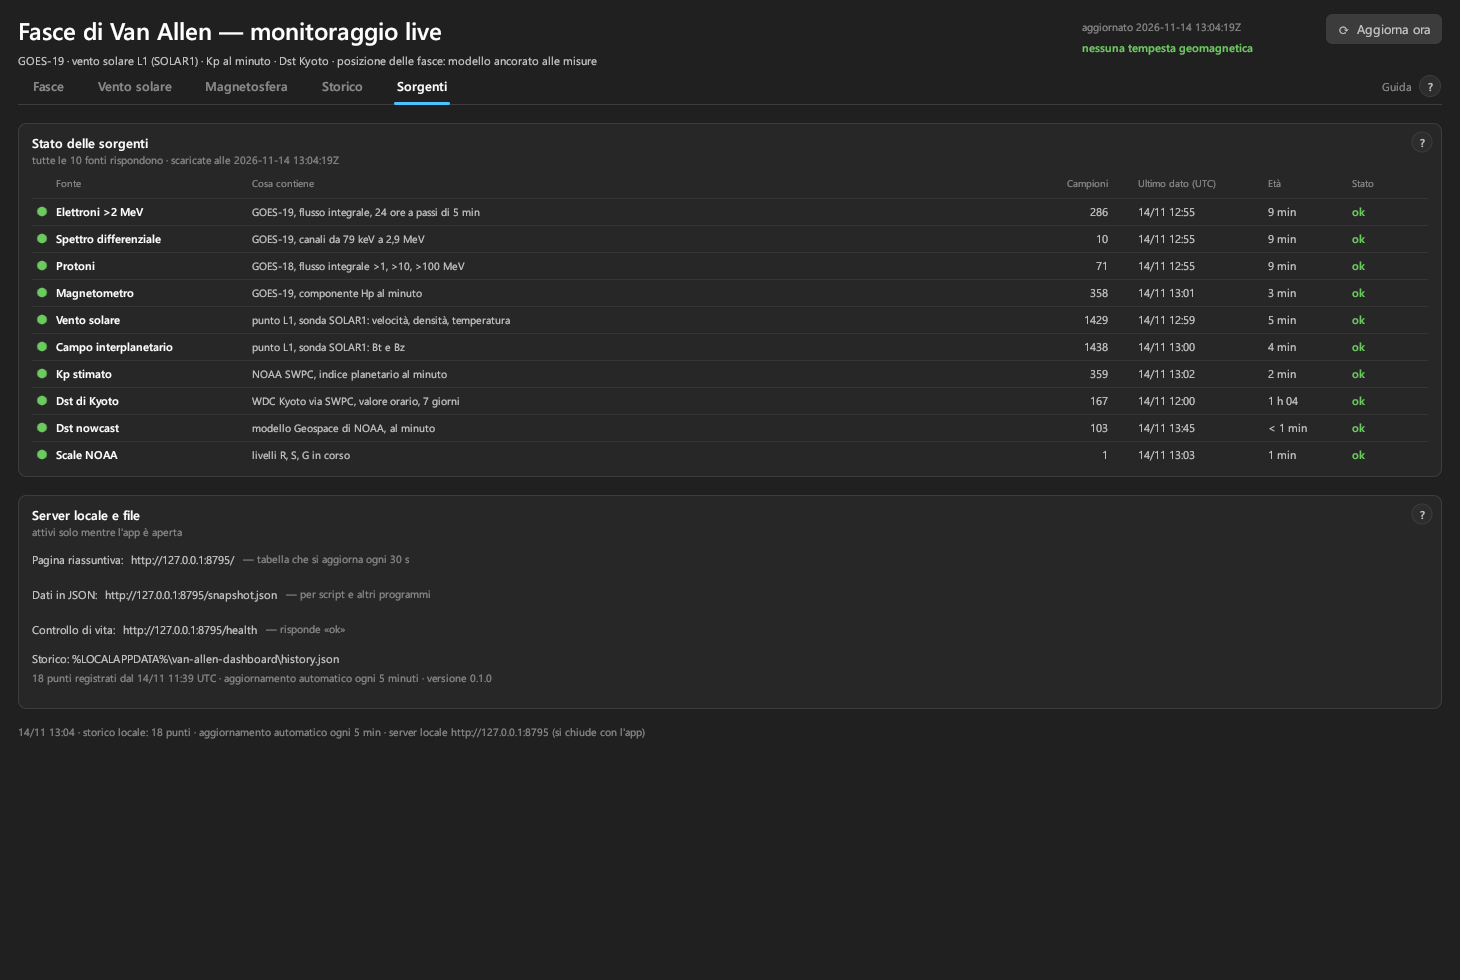 Fasce di Van Allen — monitoraggio live
aggiornato 2026-11-14 13:04:19Z
nessuna tempesta geomagnetica
⟳ Aggiorna ora
GOES-19 · vento solare L1 (SOLAR1) · Kp al minuto · Dst Kyoto · posizione delle fasce: modello ancorato alle misure
Fasce Vento solare Magnetosfera Storico Sorgenti Guida ?
Stato delle sorgenti ?
tutte le 10 fonti rispondono · scaricate alle 2026-11-14 13:04:19Z
Fonte Cosa contiene Campioni Ultimo dato (UTC) Età Stato
Elettroni >2 MeV GOES-19, flusso integrale, 24 ore a passi di 5 min 286 14/11 12:55 9 min ok
Spettro differenziale GOES-19, canali da 79 keV a 2,9 MeV 10 14/11 12:55 9 min ok
Protoni GOES-18, flusso integrale >1, >10, >100 MeV 71 14/11 12:55 9 min ok
Magnetometro GOES-19, componente Hp al minuto 358 14/11 13:01 3 min ok
Vento solare punto L1, sonda SOLAR1: velocità, densità, temperatura 1429 14/11 12:59 5 min ok
Campo interplanetario punto L1, sonda SOLAR1: Bt e Bz 1438 14/11 13:00 4 min ok
Kp stimato NOAA SWPC, indice planetario al minuto 359 14/11 13:02 2 min ok
Dst di Kyoto WDC Kyoto via SWPC, valore orario, 7 giorni 167 14/11 12:00 1 h 04 ok
Dst nowcast modello Geospace di NOAA, al minuto 103 14/11 13:45 < 1 min ok
Scale NOAA livelli R, S, G in corso 1 14/11 13:03 1 min ok
Server locale e file ?
attivi solo mentre l'app è aperta
Pagina riassuntiva: http://127.0.0.1:8795/ — tabella che si aggiorna ogni 30 s
Dati in JSON: http://127.0.0.1:8795/snapshot.json — per script e altri programmi
Controllo di vita: http://127.0.0.1:8795/health — risponde «ok»
Storico: %LOCALAPPDATA%\van-allen-dashboard\history.json
18 punti registrati dal 14/11 11:39 UTC · aggiornamento automatico ogni 5 minuti · versione 0.1.0
14/11 13:04 · storico locale: 18 punti · aggiornamento automatico ogni 5 min · server locale http://127.0.0.1:8795 (si chiude con l'app)